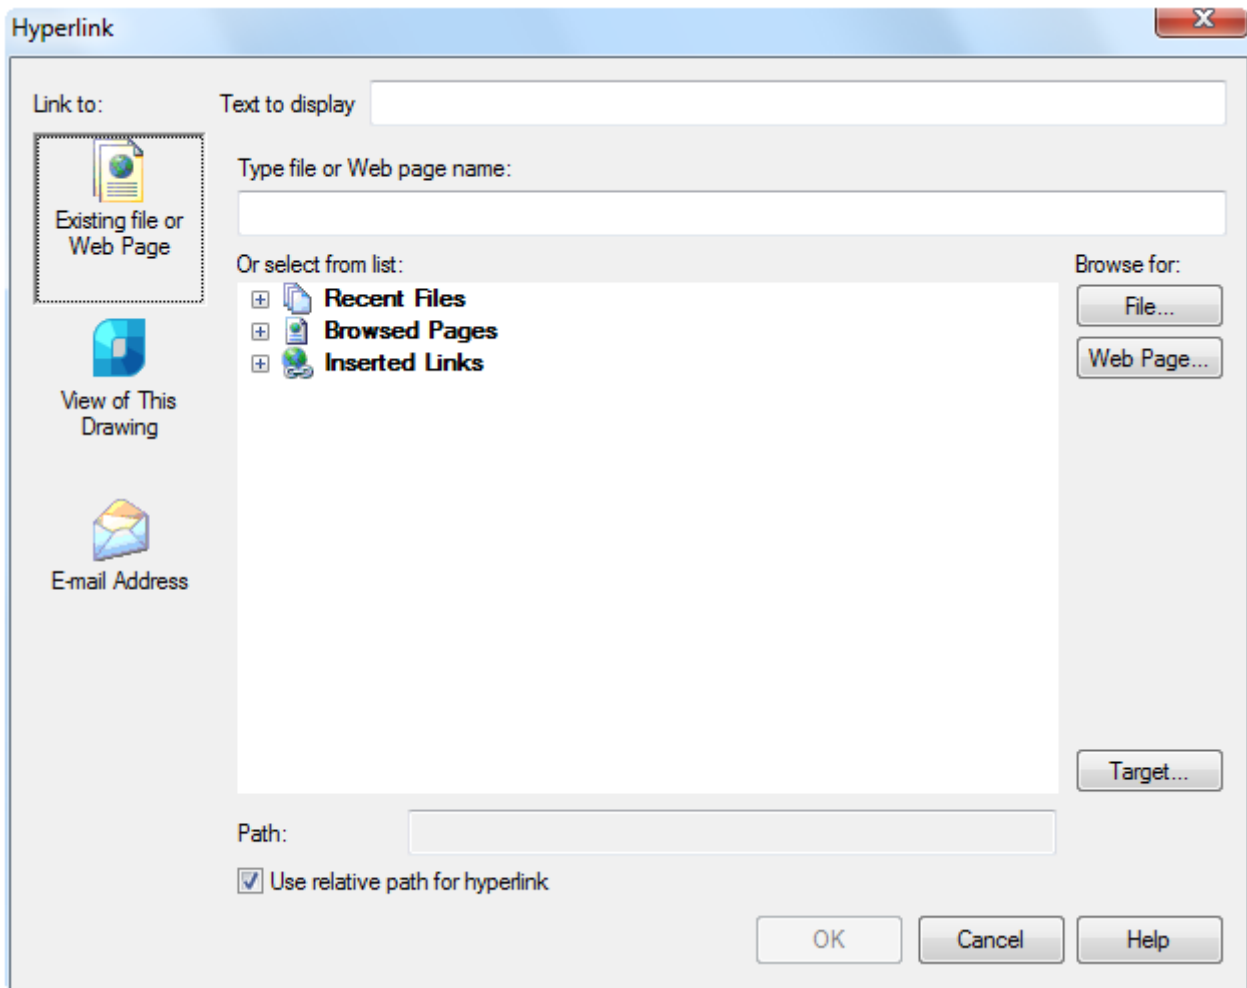 Hyperlink
Link to:
Text to display
Existing file or
Web Page
Type file or Web page name:
Or select from list:
Browse for:
Recent Files
Browsed Pages
Inserted Links
File...
Web Page...
View of This
Drawing
E-mail Address
Target...
Path:
Use relative path for hyperlink
OK
Cancel
Help